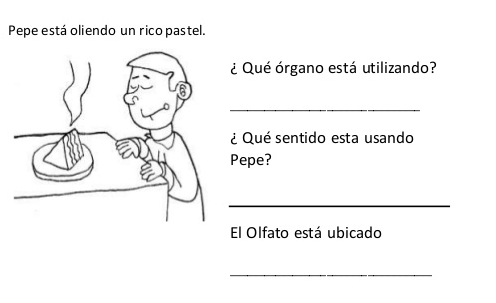 Pepe está oliendo un rico pastel.
¿ Qué órgano está utilizando?
¿ Qué sentido esta usando
Pepe?
El Olfato está ubicado